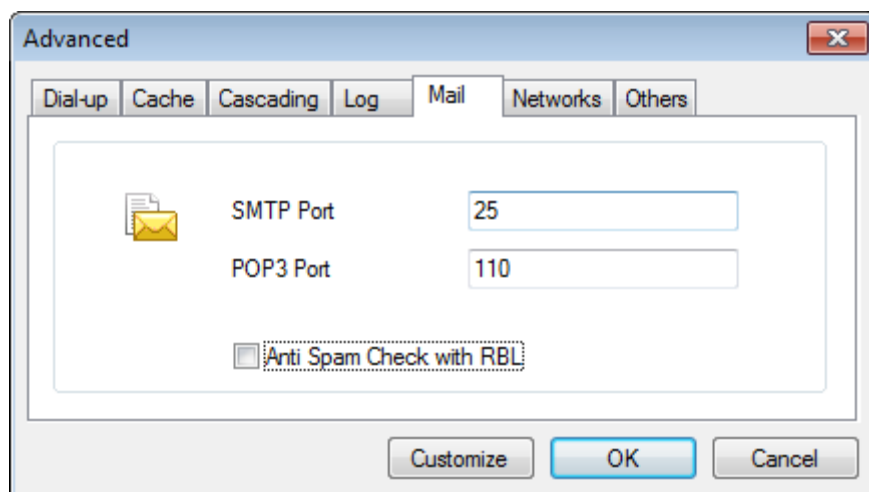 Advanced
Dial-up Cache Cascading Log Mail Networks Others
SMTP Port 25
POP3 Port 110
Anti Spam Check with RBL
Customize OK Cancel